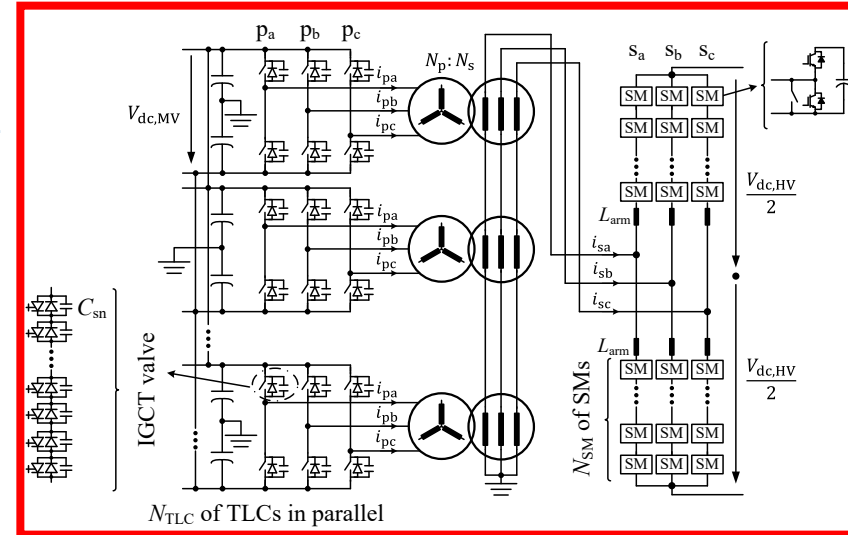 p_a p_b p_c
N_p:N_s
s_a s_b s_c
V_dc,MV
i_pa
i_pb
i_pc
SM SM SM
SM SM SM
SM SM SM
V_dc,HV
2
L_arm
i_pa
i_pb
i_pc
i_sa
i_sb
i_sc
C_sn
IGCT valve
L_arm
SM SM SM
SM SM SM
SM SM SM
V_dc,HV
2
N_SM of SMs
i_pa
i_pb
i_pc
N_TLC of TLCs in parallel